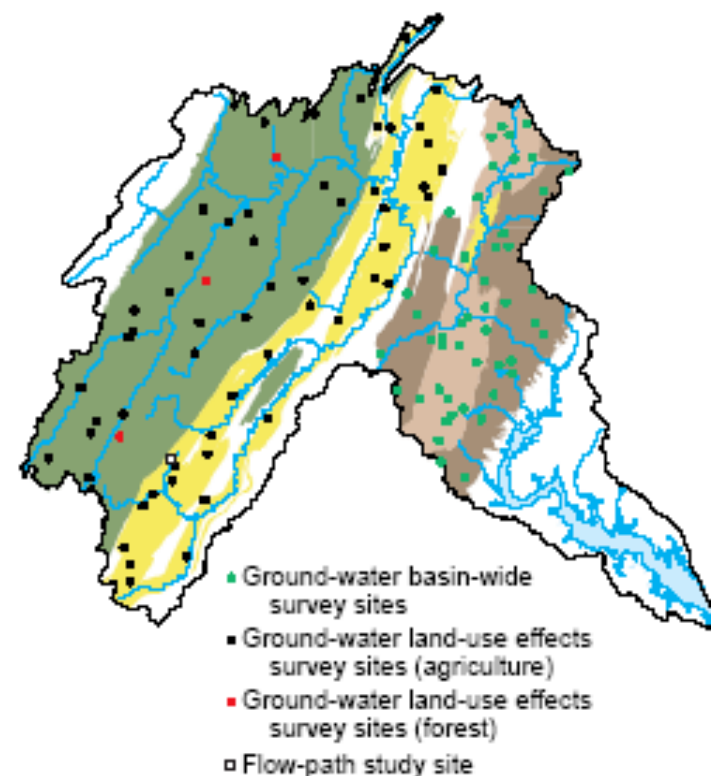 Ground-water basin-wide
survey sites
Ground-water land-use effects
survey sites (agriculture)
Ground-water land-use effects
survey sites (forest)
Flow-path study site